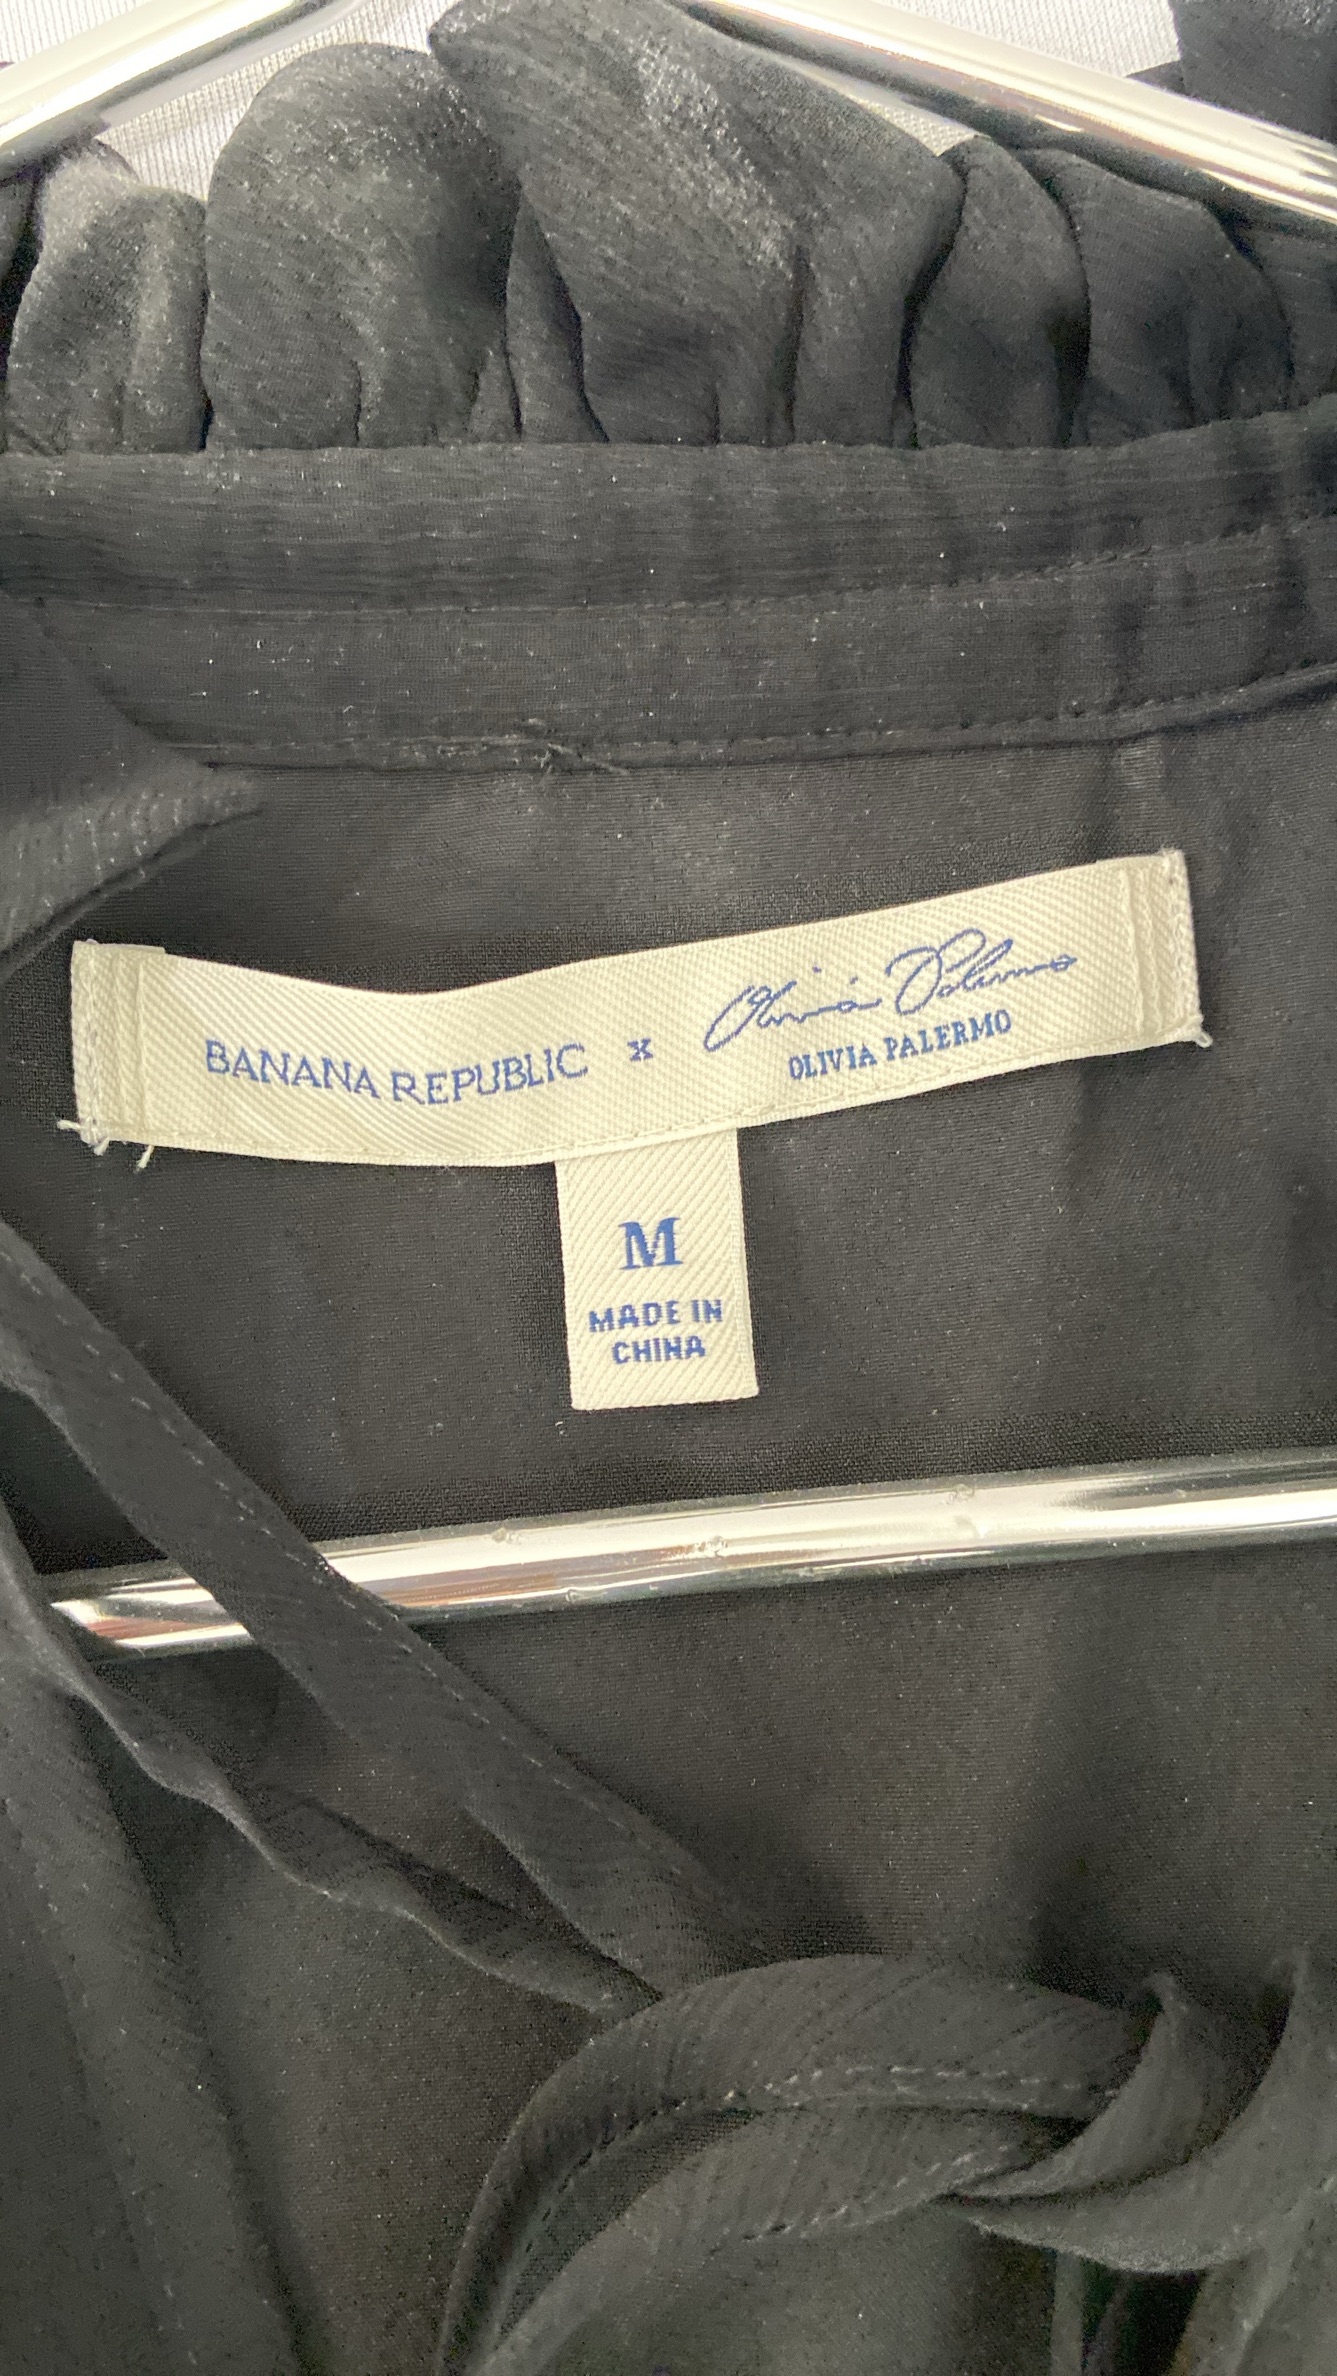 BANANA REPUBLIC x Olivia Palermo
OLIVIA PALERMO
M
MADE IN
CHINA